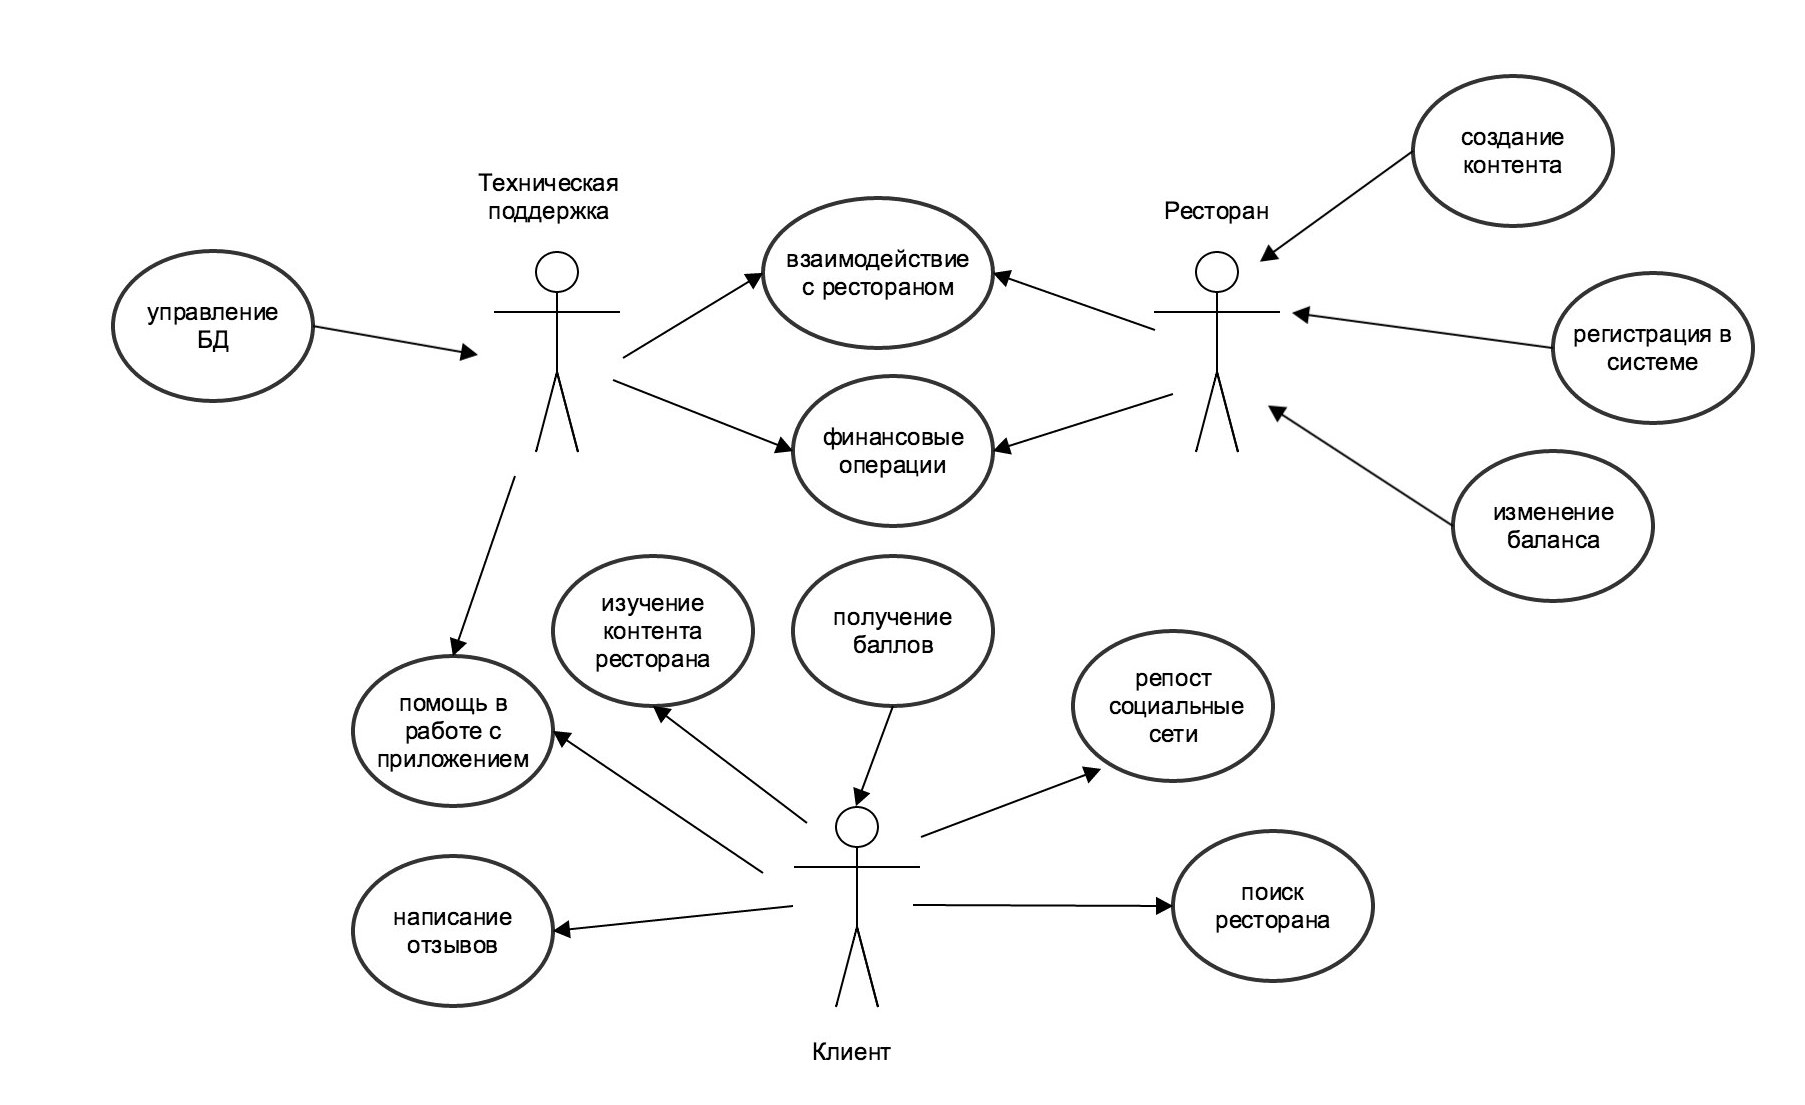 создание
контента
Техническая
поддержка
Ресторан
взаимодействие
с рестораном
управление
БД
регистрация в
системе
финансовые
операции
изменение
баланса
изучение
контента
ресторана
получение
баллов
репост
социальные
сети
помощь в
работе с
приложением
написание
отзывов
поиск
ресторана
Клиент